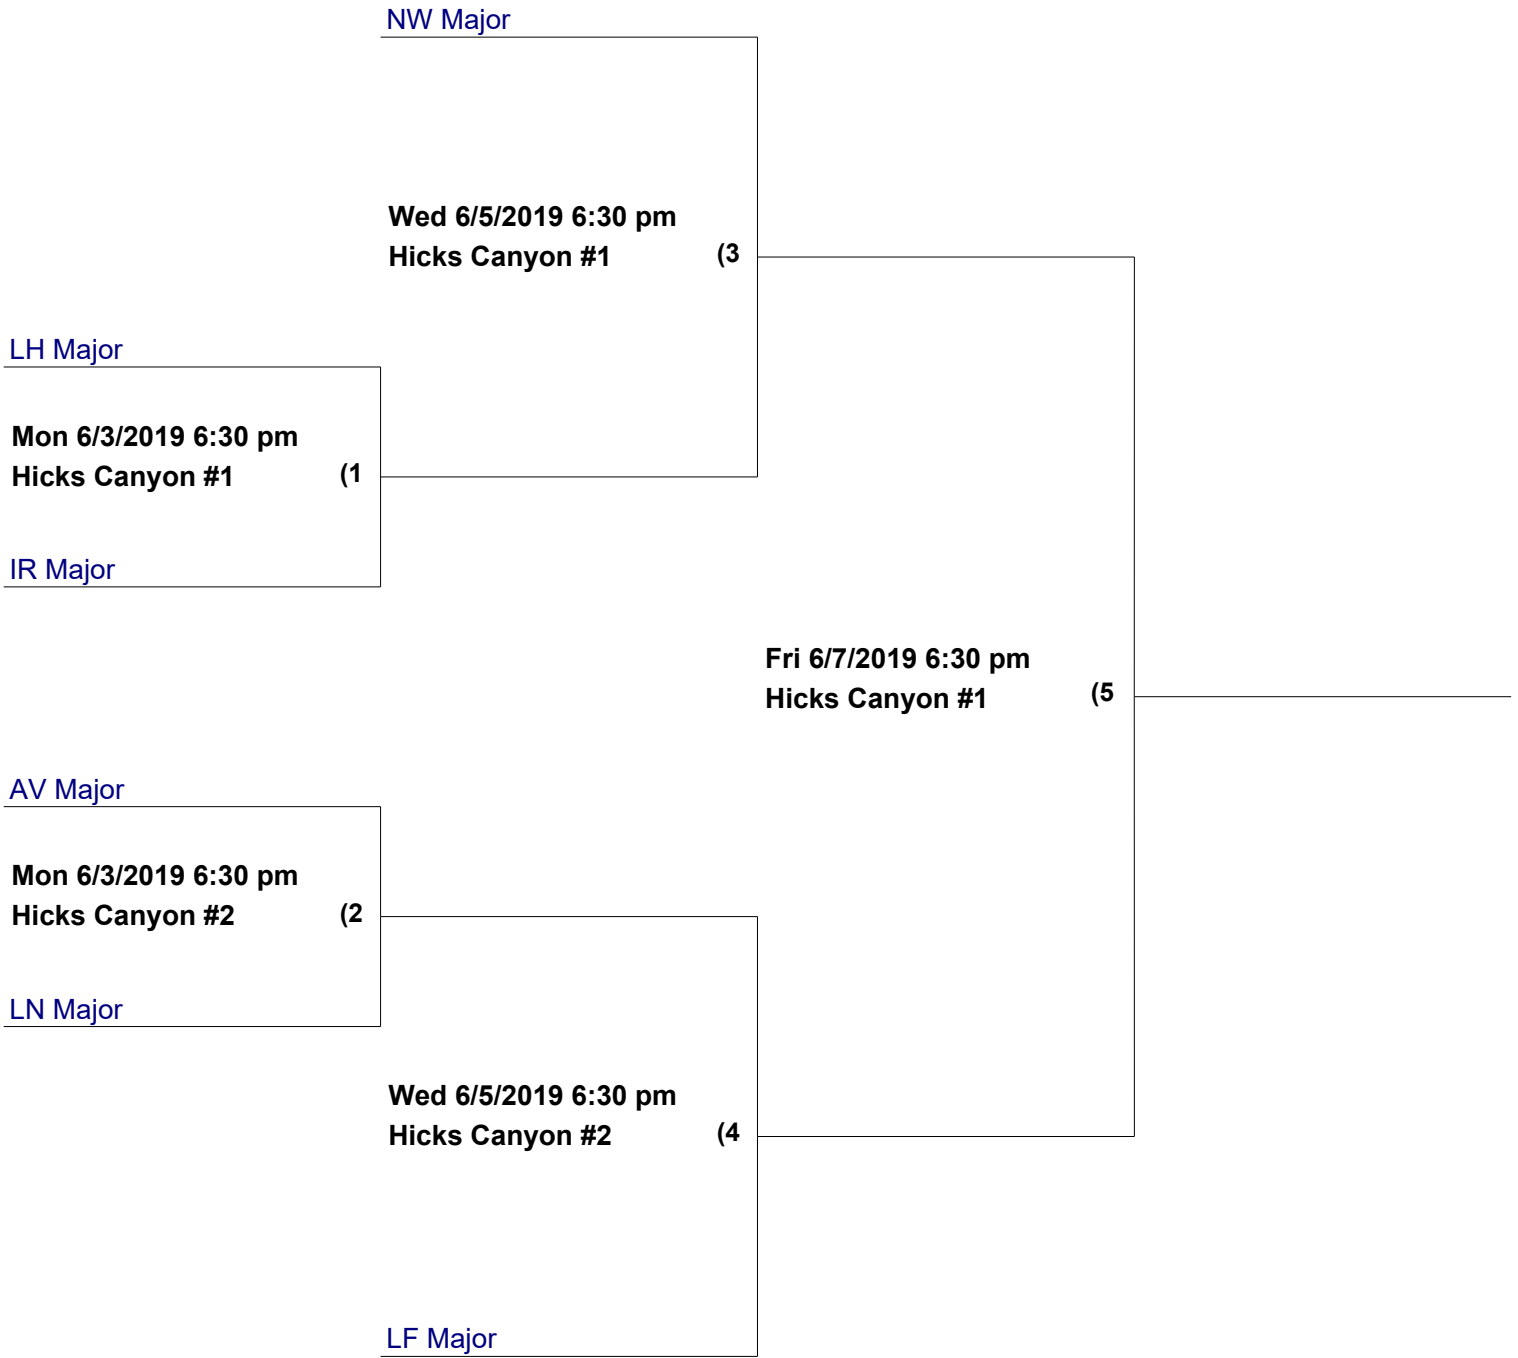 NW Major
Wed 6/5/2019 6:30 pm
Hicks Canyon #1 (3
LH Major
Mon 6/3/2019 6:30 pm
Hicks Canyon #1 (1
IR Major
Fri 6/7/2019 6:30 pm
Hicks Canyon #1 (5
AV Major
Mon 6/3/2019 6:30 pm
Hicks Canyon #2 (2
LN Major
Wed 6/5/2019 6:30 pm
Hicks Canyon #2 (4
LF Major